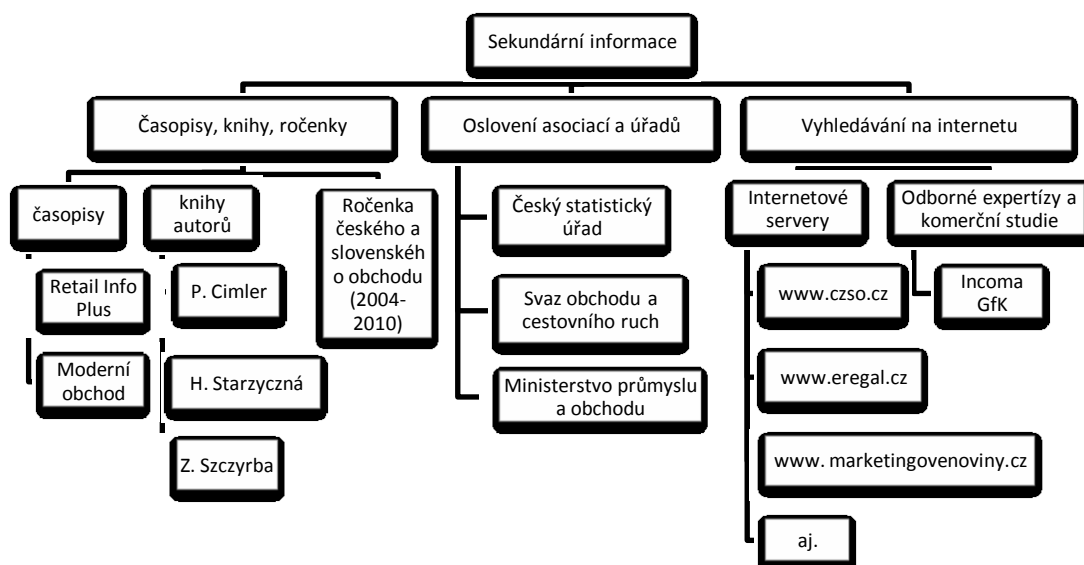 Sekundární informace
Časopisy, knihy, ročenky
Oslovení asociací a úřadů
Vyhledávání na internetu
časopisy
Retail Info
Plus
Moderní
obchod
knihy
autorů
P. Cimler
H. Starzyczná
Z. Szczyrba
Ročenka
českého a
slovenskéh
o obchodu
(2004-
2010)
Český statistický
úřad
Svaz obchodu a
cestovního ruch
Ministerstvo průmyslu
a obchodu
Internetové
servery
www.czso.cz
www.eregal.cz
www. marketingovenoviny.cz
aj.
Odborné expertízy a
komerční studie
Incoma
GfK